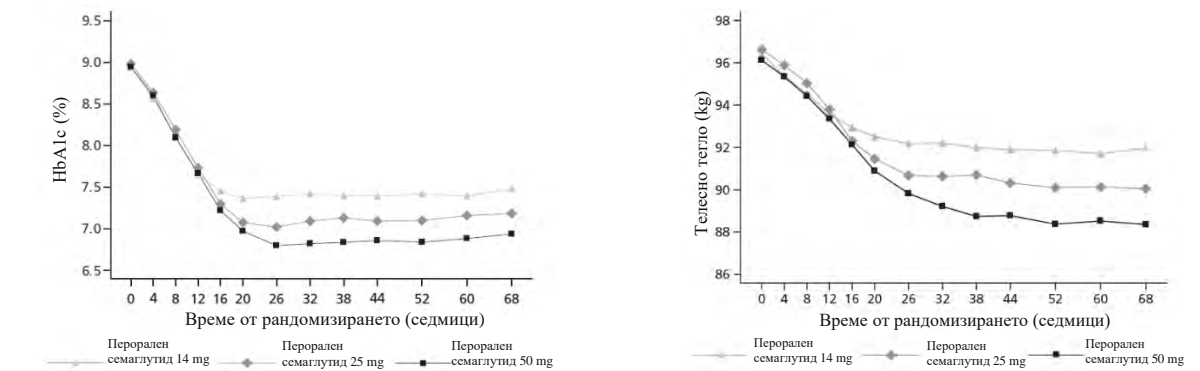 HbA1c (%)
9.5
9.0
8.5
8.0
7.5
7.0
6.5
0 4 8 12 16 20 26 32 38 44 52 60 68
Време от рандомизирането (седмици)
Перорален
семаглутид 14 mg
Перорален
семаглутид 25 mg
Перорален
семаглутид 50 mg
Телесно тегло (kg)
98
96
94
92
90
88
86
0 4 8 12 16 20 26 32 38 44 52 60 68
Време от рандомизирането (седмици)
Перорален
семаглутид 14 mg
Перорален
семаглутид 25 mg
Перорален
семаглутид 50 mg